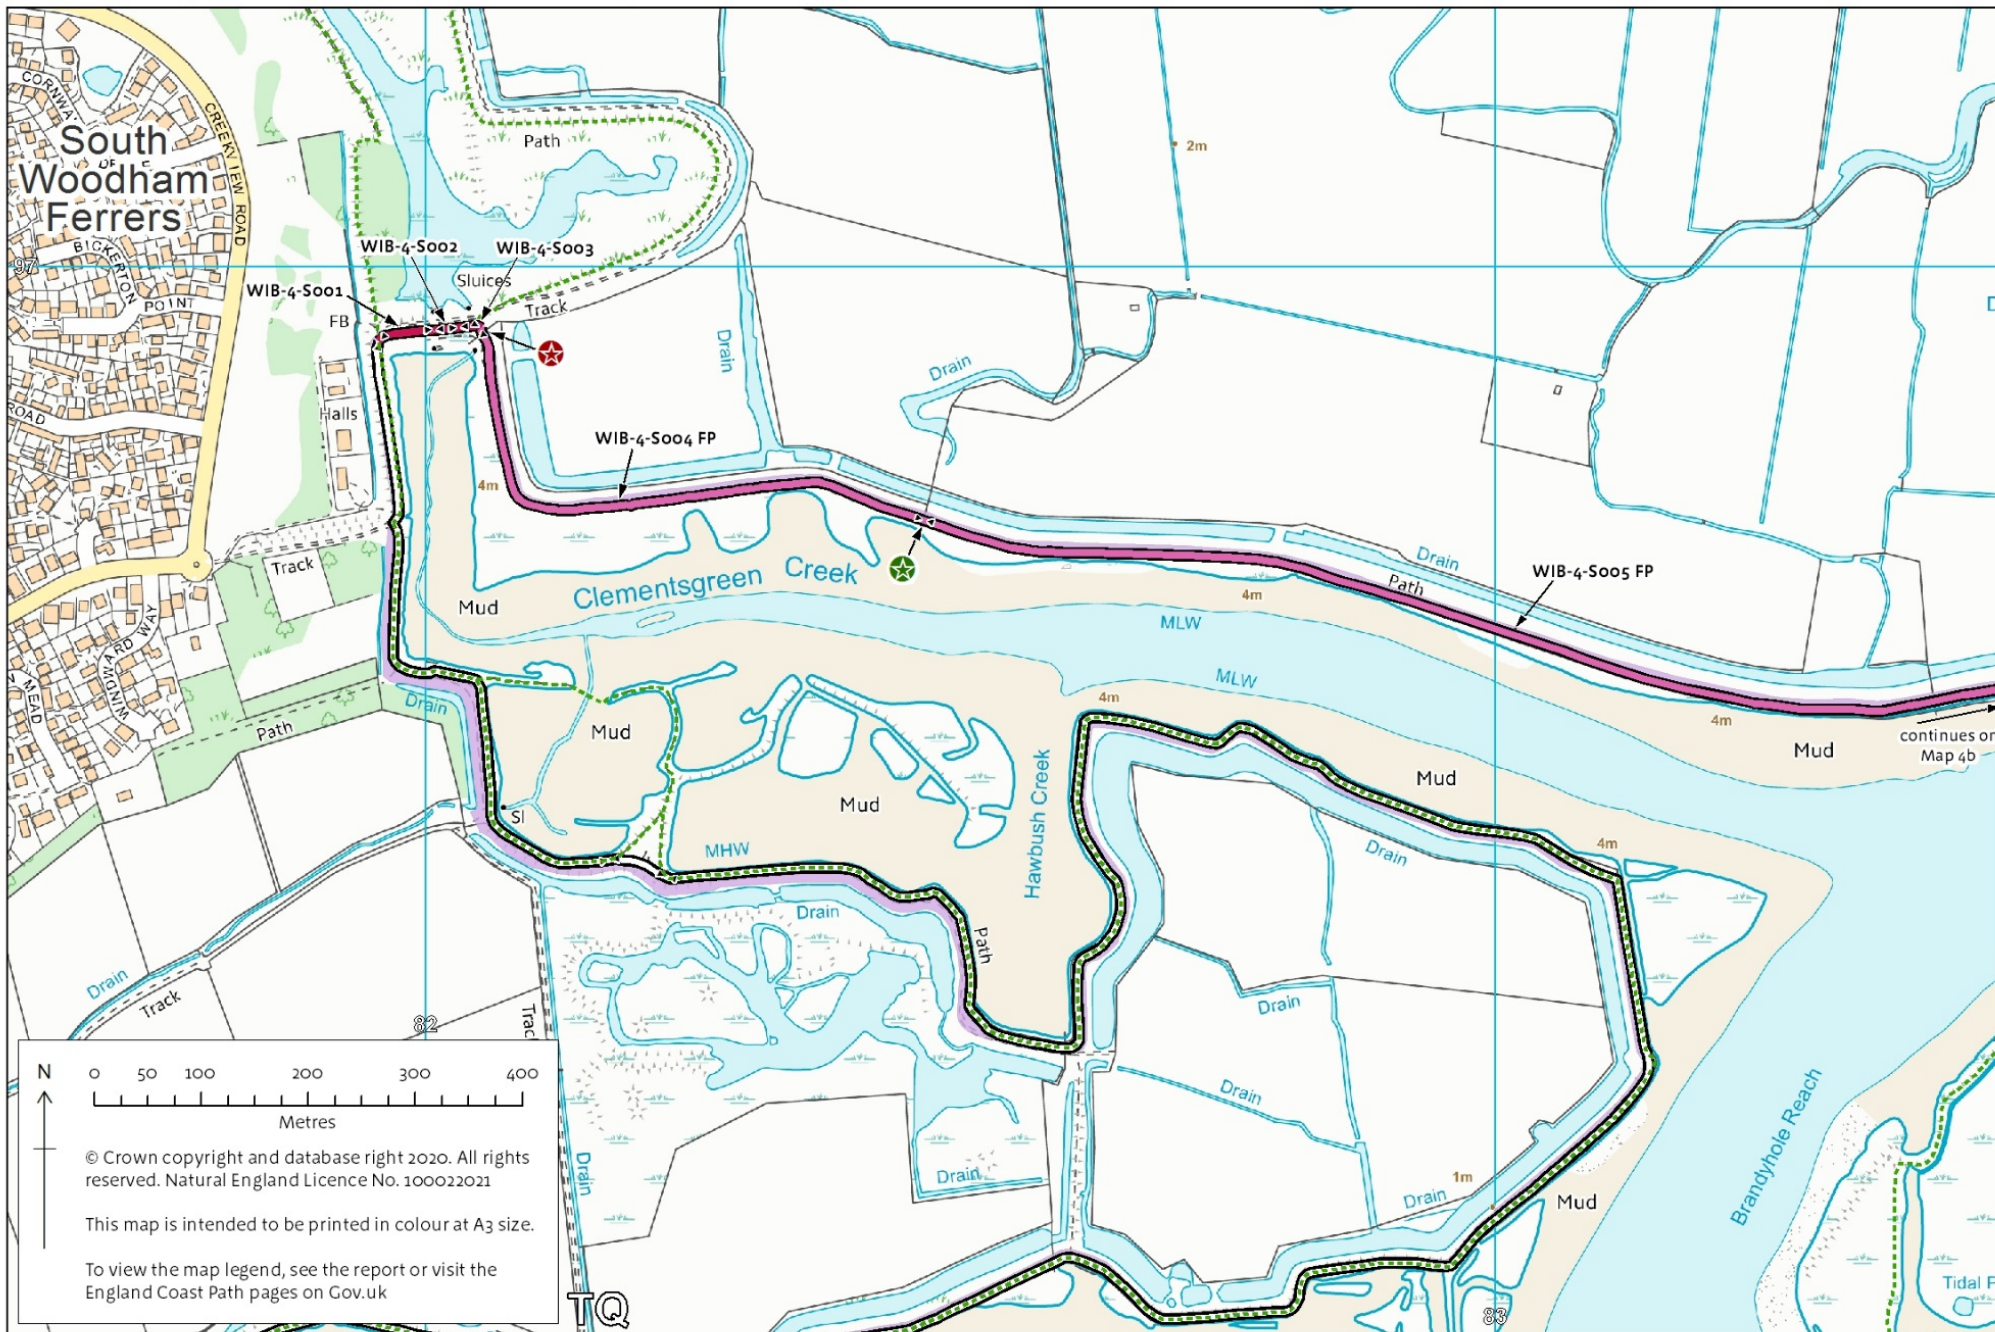 CORNWA
South
Woodham
Ferrers
CREEKVIEW ROAD
BICKERTON
POINT
97
Path
2m
WIB-4-S002
WIB-4-S003
Sluices
WIB-4-S001
FB
Track
Drain
Drain
Halls
ROAD
WIB-4-S004 FP
4m
Track
Clementsgreen Creek
Mud
Drain
Path
WIB-4-S005 FP
4m
MLW
MLW
WINDWARD WAY
MEAD
Path
Drain
Mud
4m
4m
Mud
continues on
Map 4b
Mud
Mud
Hawbush Creek
SI
MHW
Drain
4m
Drain
Path
Drain
Track
82
Drain
N
0 50 100 200 300 400
Metres
© Crown copyright and database right 2020. All rights
reserved. Natural England Licence No. 100022021
This map is intended to be printed in colour at A3 size.
To view the map legend, see the report or visit the
England Coast Path pages on Gov.uk
Trac
Drain
Drain
Drain
1m
Drain
Mud
Brandyhole Reach
Tidal
TQ
83